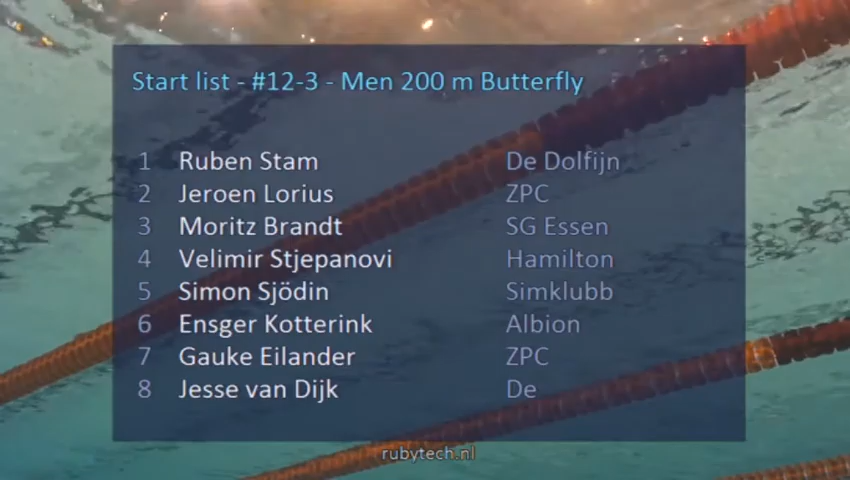 Start list - #12-3 - Men 200 m Butterfly
1 Ruben Stam De Dolfijn
2 Jeroen Lorius ZPC
3 Moritz Brandt SG Essen
4 Velimir Stjepanovi Hamilton
5 Simon Sjödin Simklubb
6 Ensger Kotterink Albion
7 Gauke Eilander ZPC
8 Jesse van Dijk De
rubytech.nl